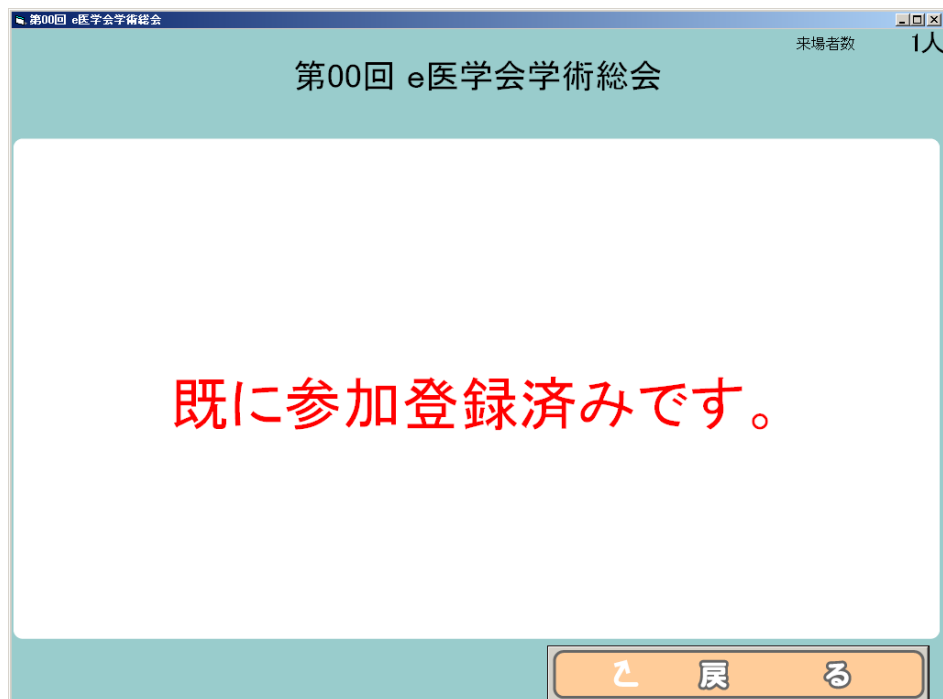 第00回 e医学会学術総会
来場者数 1人
第00回 e医学会学術総会
既に参加登録済みです。
戻る